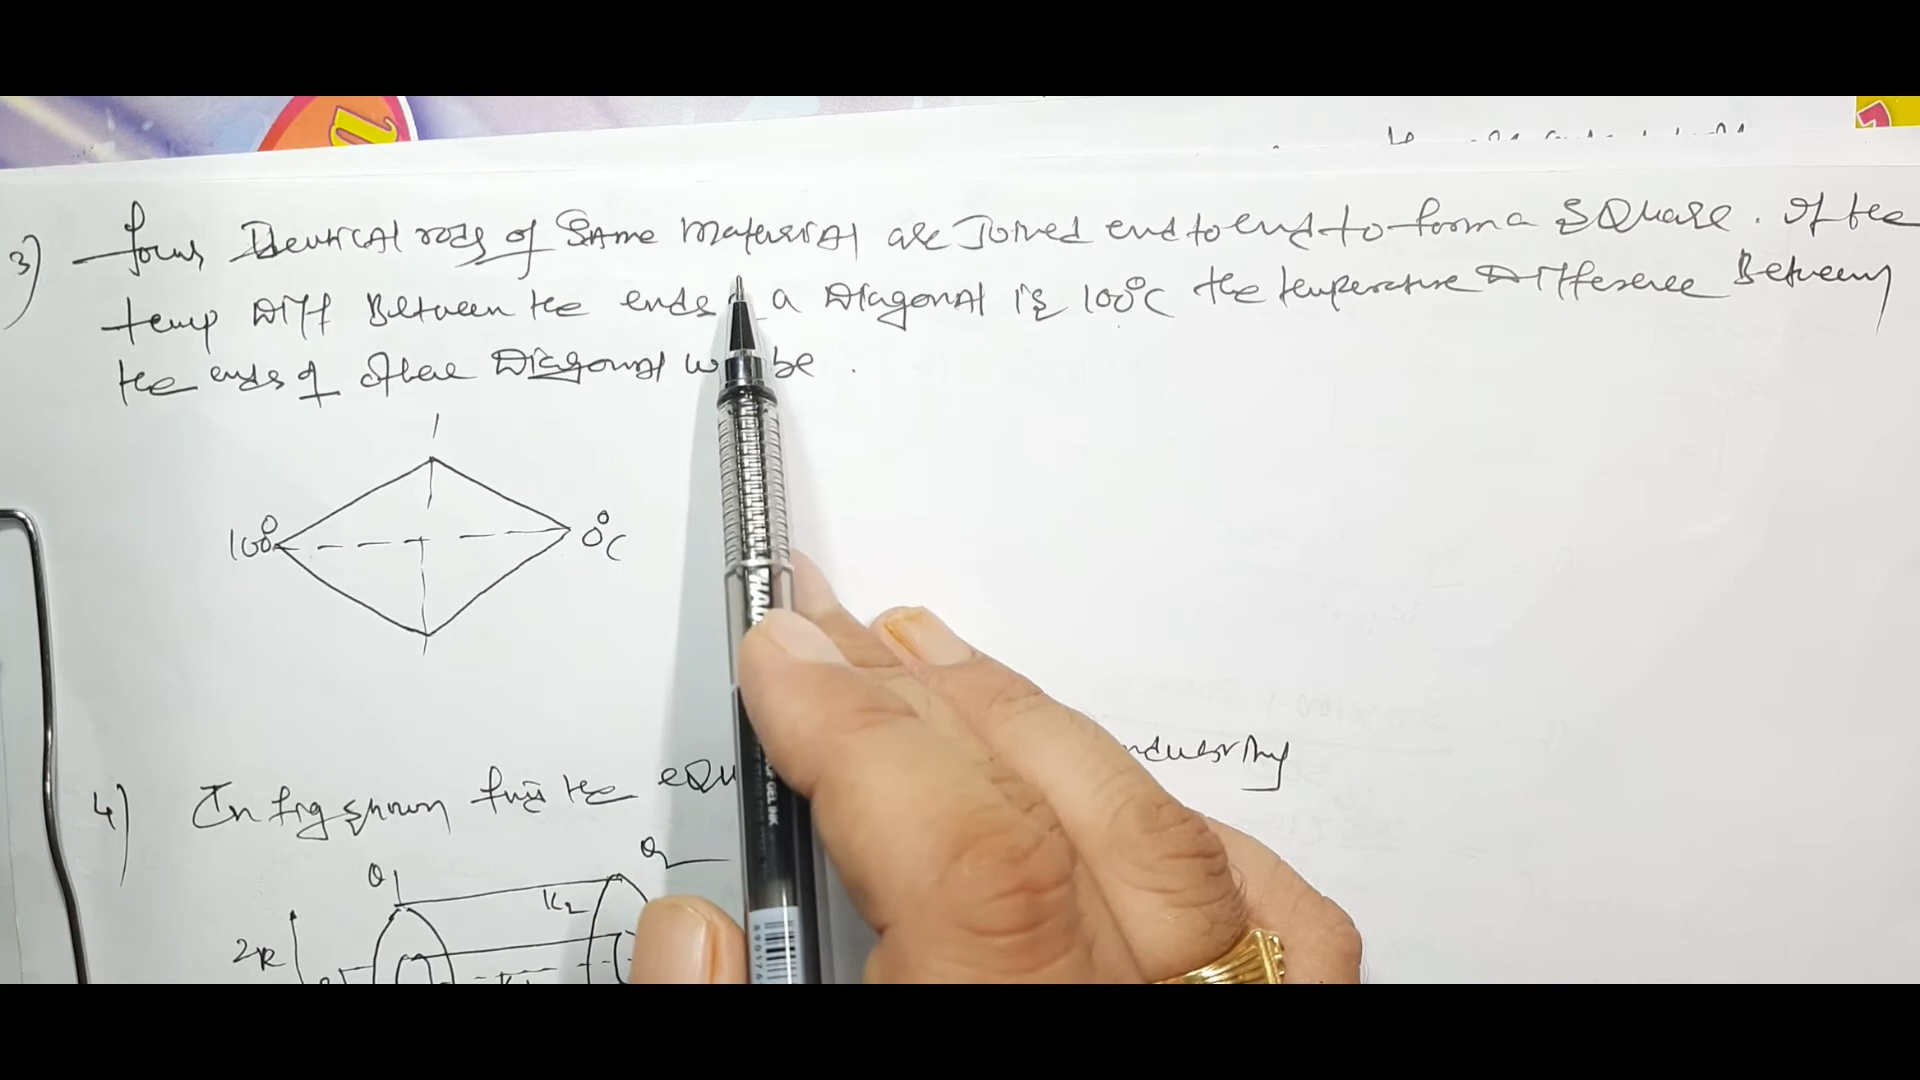 3) four Identical rods of Same material are Joined end to end to form a SQuare. If the
temp Diff Between the ends a Diagonal is 100°C the temperature Difference Between
the ends of other Diagonal be.
100° 0°C
4) In fig shown the
θ1
K2
2R